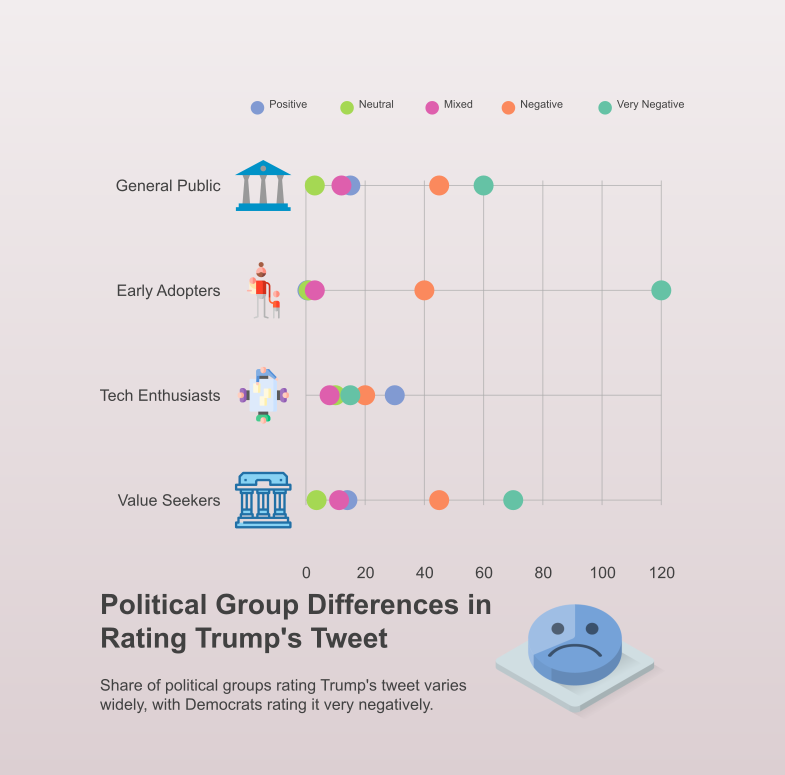 Positive Neutral Mixed Negative Very Negative
General Public
Early Adopters
Tech Enthusiasts
Value Seekers
0 20 40 60 80 100 120
Political Group Differences in
Rating Trump's Tweet
Share of political groups rating Trump's tweet varies
widely, with Democrats rating it very negatively.